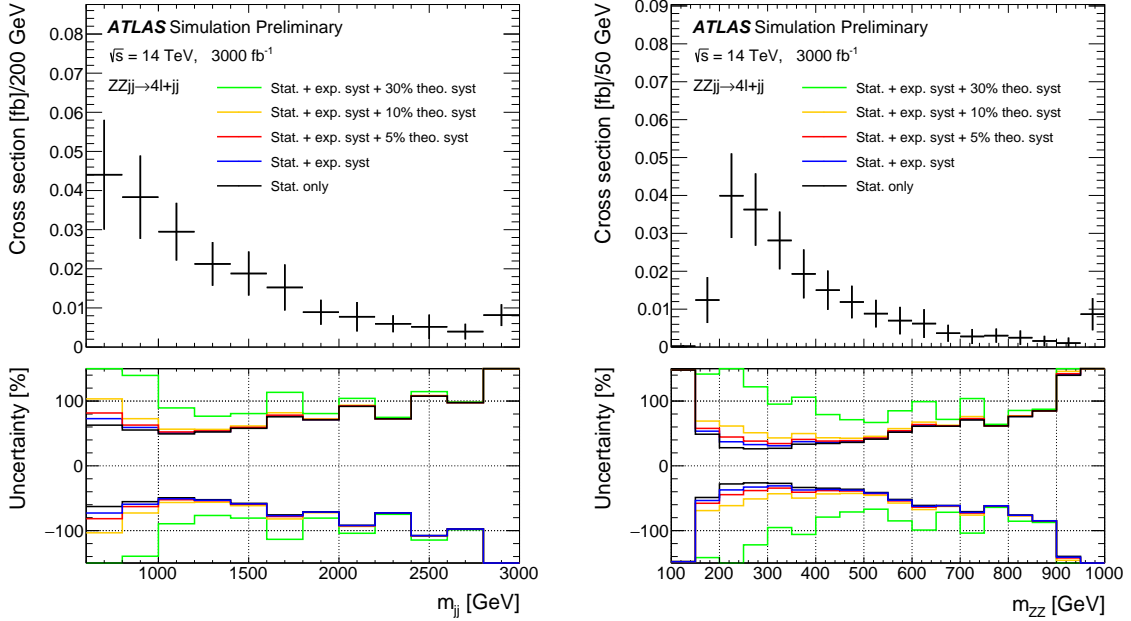 ATLAS Simulation Preliminary
√s = 14 TeV, 3000 fb-1
ZZjj→4l+jj
Stat. + exp. syst + 30% theo. syst
Stat. + exp. syst + 10% theo. syst
Stat. + exp. syst + 5% theo. syst
Stat. + exp. syst
Stat. only
Cross section [fb]/200 GeV
0.08
0.07
0.06
0.05
0.04
0.03
0.02
0.01
0
Uncertainty [%]
100
0
−100
1000 1500 2000 2500 3000
mjj [GeV]
ATLAS Simulation Preliminary
√s = 14 TeV, 3000 fb-1
ZZjj→4l+jj
Stat. + exp. syst + 30% theo. syst
Stat. + exp. syst + 10% theo. syst
Stat. + exp. syst + 5% theo. syst
Stat. + exp. syst
Stat. only
Cross section [fb]/50 GeV
0.09
0.08
0.07
0.06
0.05
0.04
0.03
0.02
0.01
0
Uncertainty [%]
100
0
−100
100 200 300 400 500 600 700 800 900 1000
mZZ [GeV]